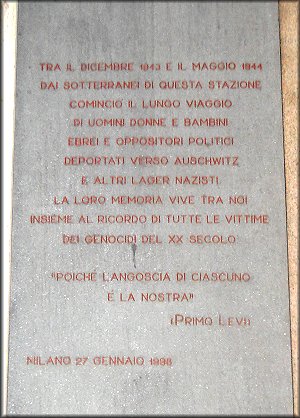 TRA IL DICEMBRE 1943 E IL MAGGIO 1944
DAI SOTTERRANEI DI QUESTA STAZIONE
COMINCIO IL LUNGO VIAGGIO
DI UOMINI DONNE E BAMBINI
EBREI E OPPOSITORI POLITICI
DEPORTATI VERSO AUSCHWITZ
E ALTRI LAGER NAZISTI
LA LORO MEMORIA VIVE TRA NOI
INSIEME AL RICORDO DI TUTTE LE VITTIME
DEI GENOCIDI DEL XX SECOLO
"POICHÈ L'ANGOSCIA DI CIASCUNO
È LA NOSTRA"
(PRIMO LEVI)
MILANO 27 GENNAIO 1998